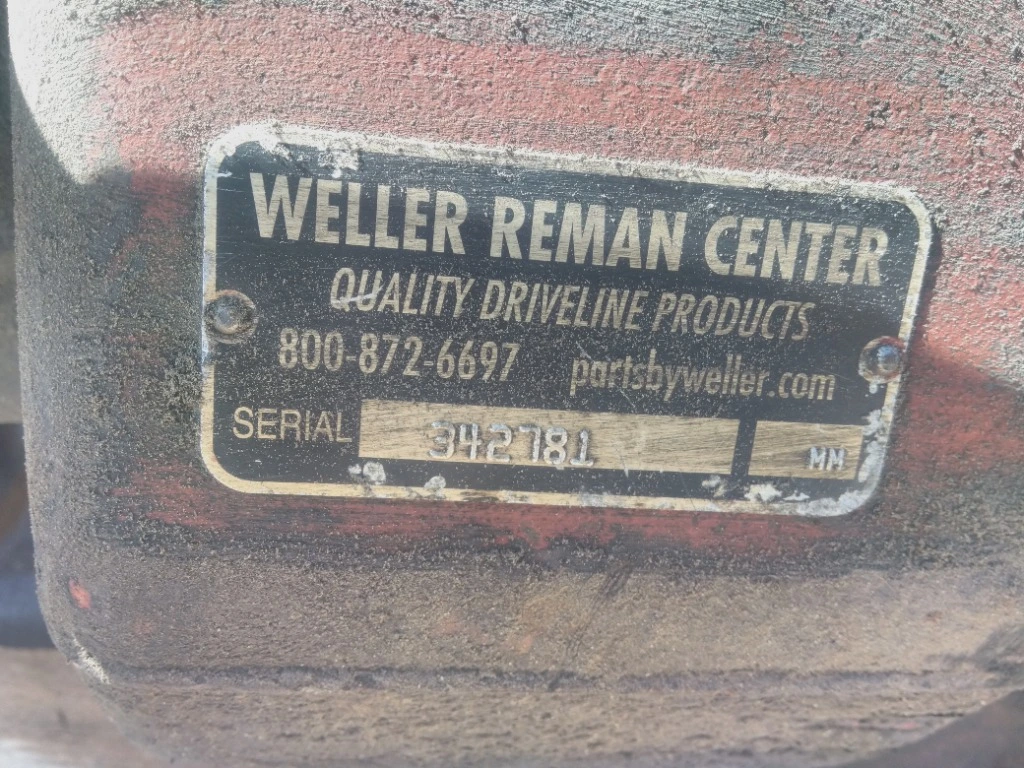 WELLER REMAN CENTER
QUALITY DRIVELINE PRODUCTS
800-872-6697 partsbyweller.com
SERIAL 342781 MM